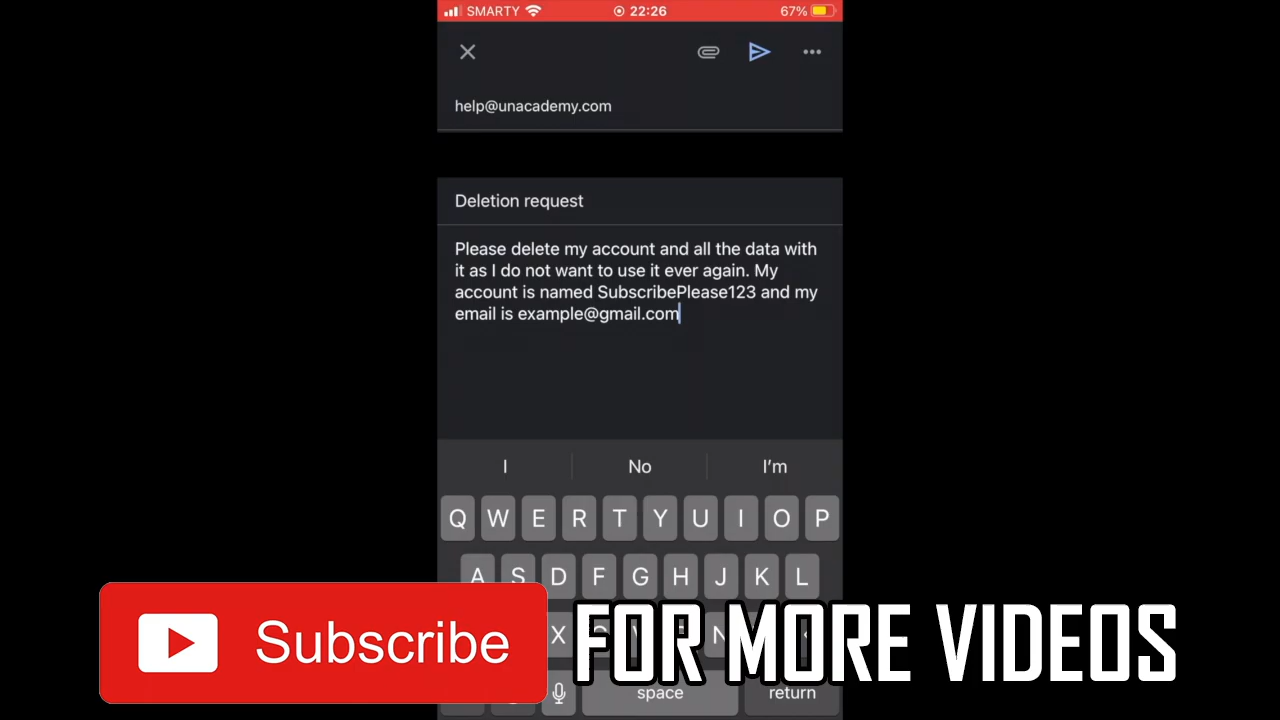 SMARTY 22:26 67%
help@unacademy.com
Deletion request
Please delete my account and all the data with
it as I do not want to use it ever again. My
account is named SubscribePlease123 and my
email is example@gmail.com
I No I'm
Q W E R T Y U I O P
A S D F G H J K L
X N
Subscribe FOR MORE VIDEOS
space return